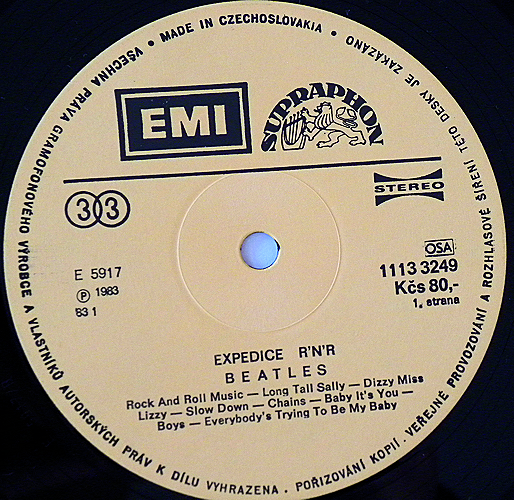 • MADE IN CZECHOSLOVAKIA •
VŠECHNA PRÁVA GRAMOFONOVÉHO VÝROBCE A VLASTNÍKŮ AUTORSKÝCH PRÁV K DÍLU VYHRAZENA . POŘIZOVÁNÍ KOPIÍ . VEŘEJNÉ PROVOZOVÁNÍ A ROZHLASOVÉ ŠÍŘENÍ TÉTO DESKY JE ZAKÁZÁNO
EMI
SUPRAPHON
33
STEREO
E 5917
Ⓟ 1983
83 1
OSA
1113 3249
Kčs 80,-
1. strana
EXPEDICE R'N'R
BEATLES
Rock And Roll Music — Long Tall Sally — Dizzy Miss
Lizzy — Slow Down — Chains — Baby It's You —
Boys — Everybody's Trying To Be My Baby